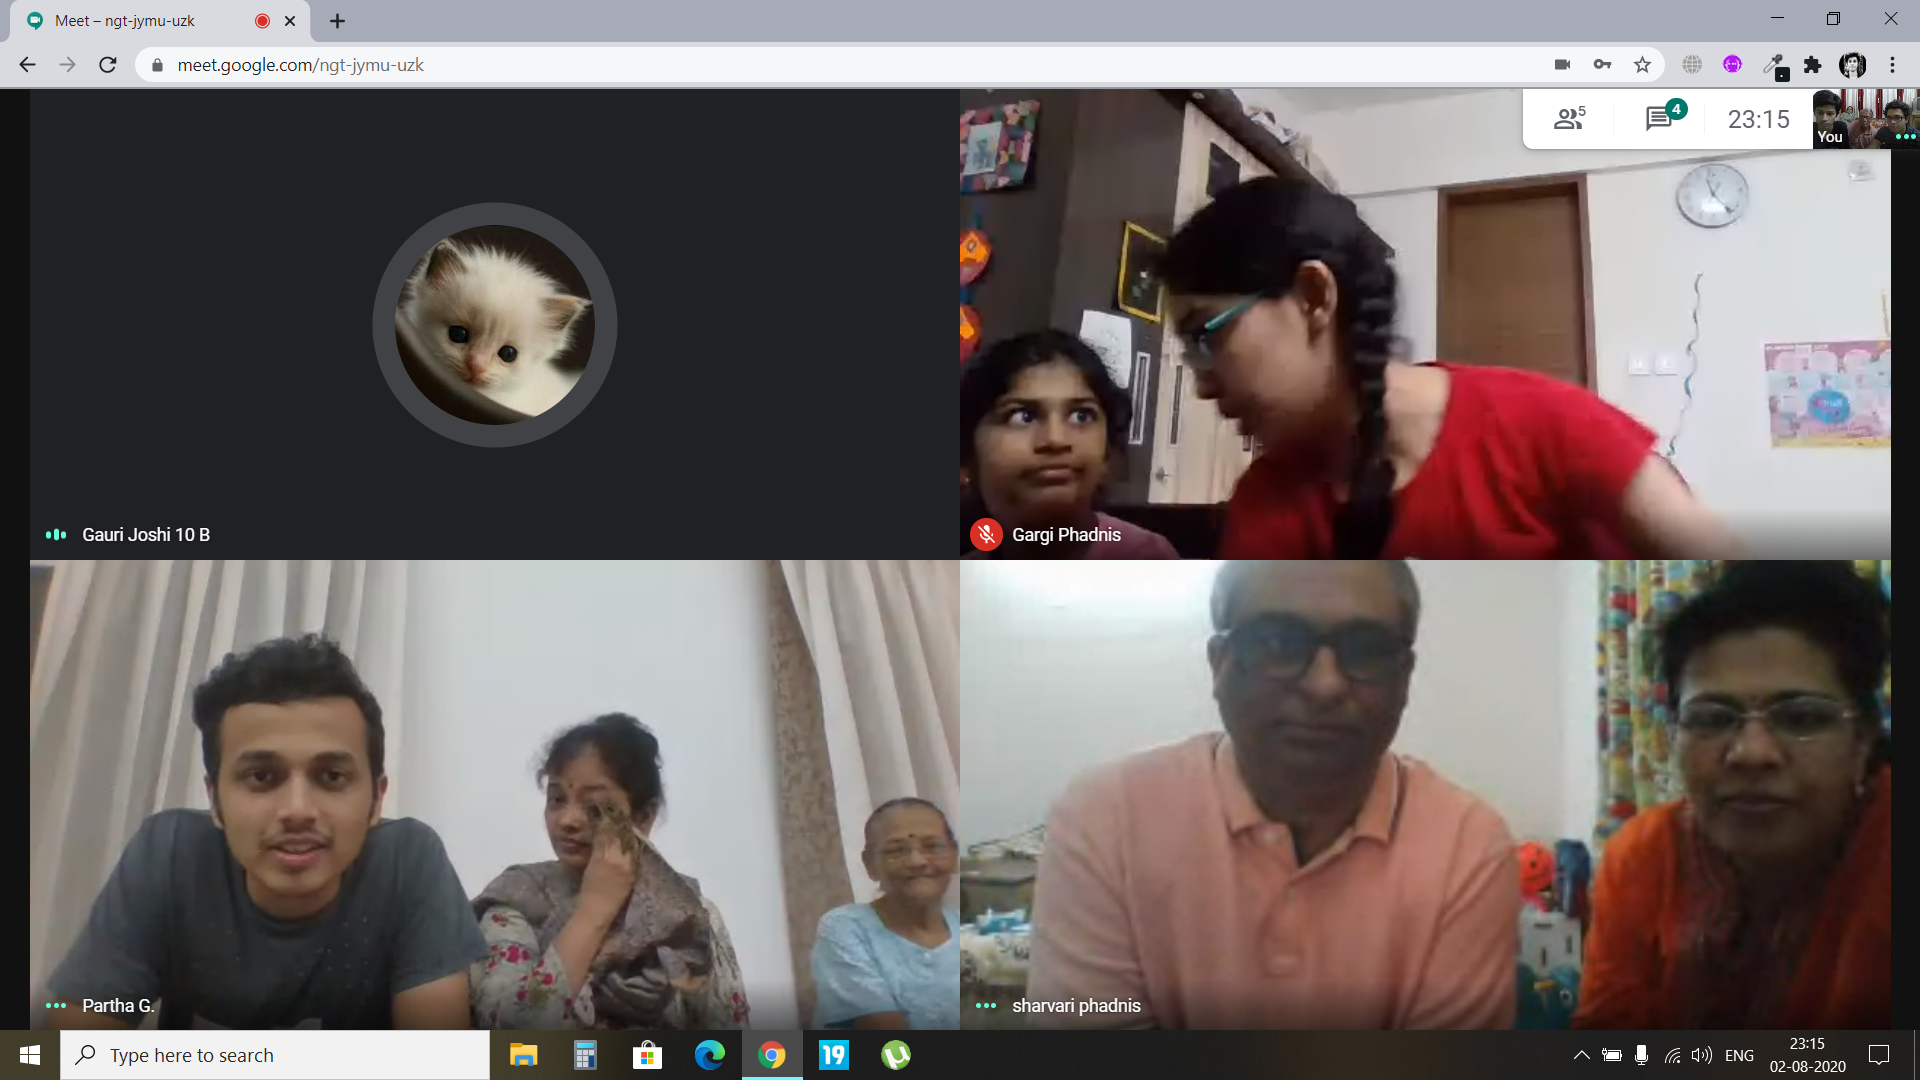 Meet – ngt-jymu-uzk
meet.google.com/ngt-jymu-uzk
5
4
23:15
You
Gauri Joshi 10 B
Gargi Phadnis
Partha G.
sharvari phadnis
Type here to search
19
ENG
23:15
02-08-2020